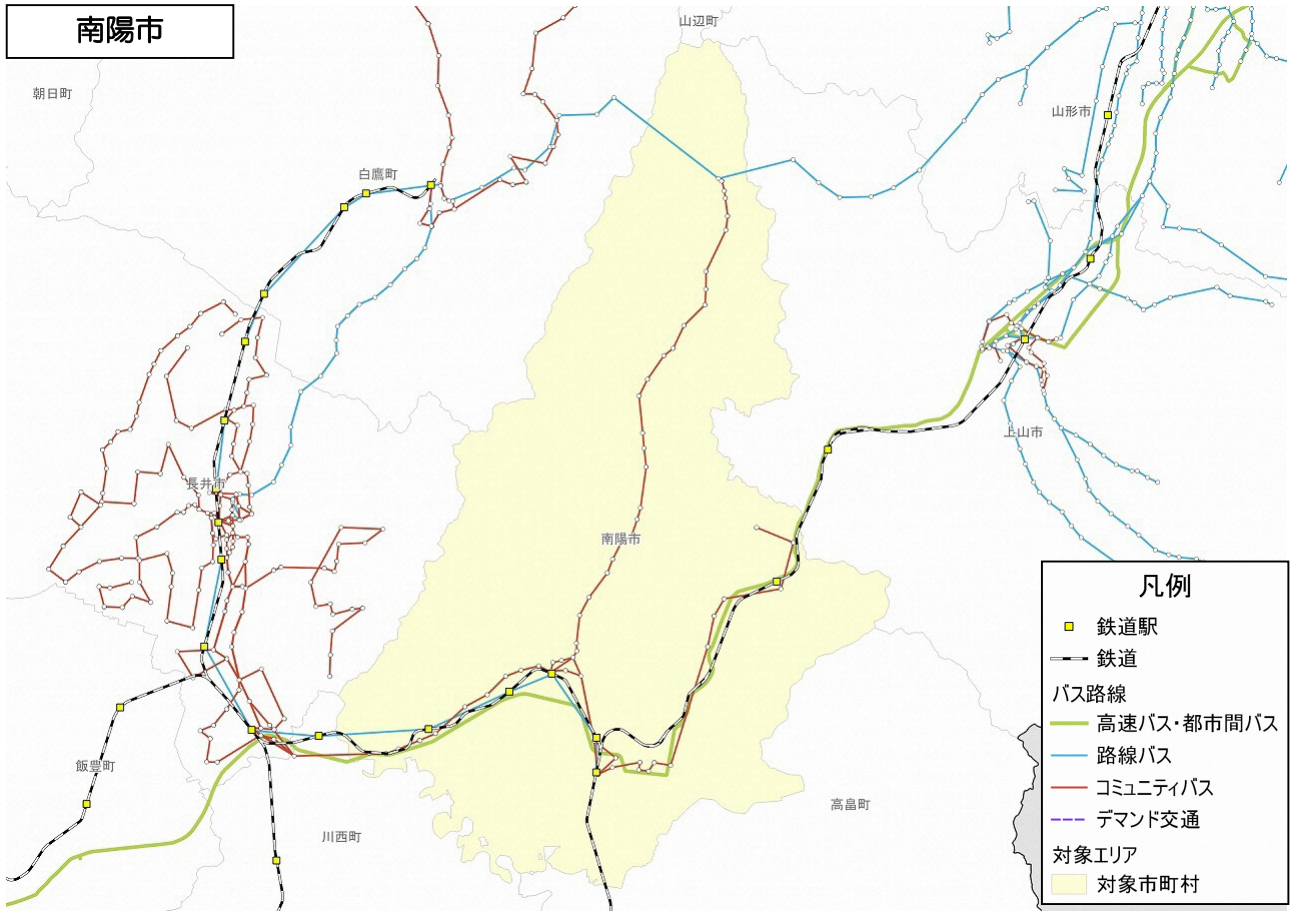 南陽市
山辺町
朝日町
山形市
白鷹町
長井市
上山市
南陽市
飯豊町
川西町
高畠町
凡例
鉄道駅
鉄道
バス路線
高速バス・都市間バス
路線バス
コミュニティバス
デマンド交通
対象エリア
対象市町村